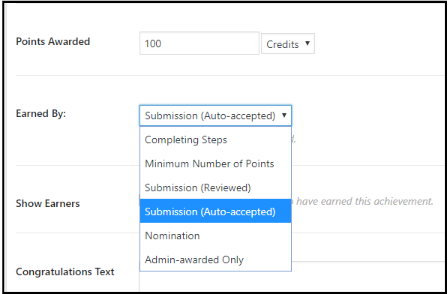 Points Awarded 100 Credits
Earned By: Submission (Auto-accepted)
d.
Completing Steps
Minimum Number of Points
Submission (Reviewed)
Show Earners have earned this achievement.
Submission (Auto-accepted)
Nomination
Admin-awarded Only
Congratulations Text